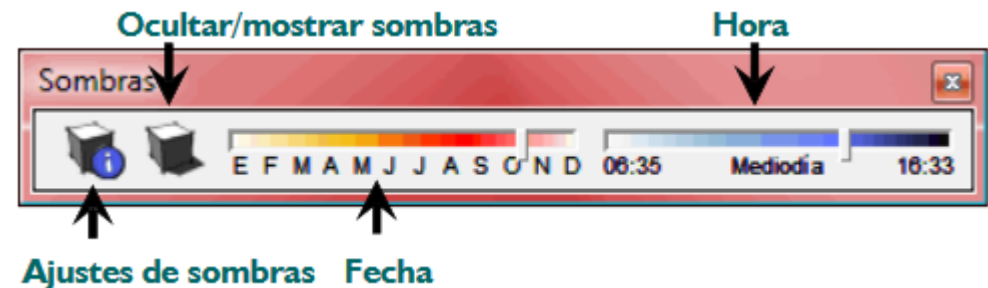 Ocultar/mostrar sombras Hora
Sombras
i
E F M A M J J A S O N D 06:35 Mediodía 16:33
Ajustes de sombras Fecha